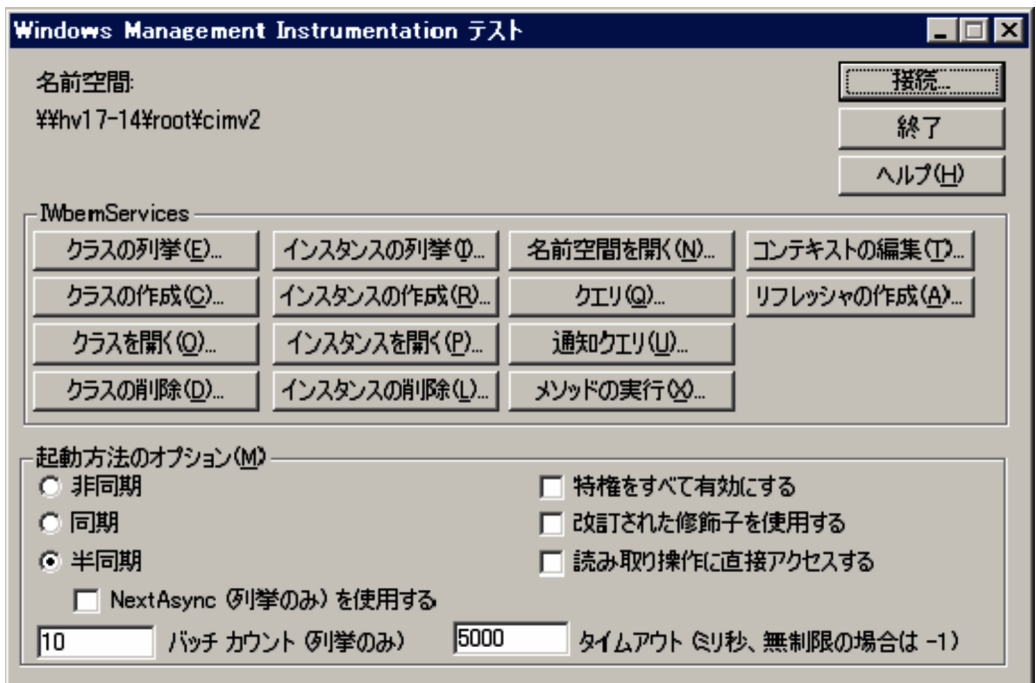 Windows Management Instrumentation テスト
名前空間:
¥¥hv17-14¥root¥cimv2
接続...
終了
ヘルプ(H)
IWbemServices
クラスの列挙(E)... インスタンスの列挙(I)... 名前空間を開く(N)... コンテキストの編集(T)...
クラスの作成(C)... インスタンスの作成(R)... クエリ(Q)... リフレッシャの作成(A)...
クラスを開く(O)... インスタンスを開く(P)... 通知クエリ(U)...
クラスの削除(D)... インスタンスの削除(L)... メソッドの実行(X)...
起動方法のオプション(M)
非同期 特権をすべて有効にする
同期 改訂された修飾子を使用する
半同期 読み取り操作に直接アクセスする
NextAsync (列挙のみ) を使用する
10 バッチ カウント (列挙のみ) 5000 タイムアウト (ミリ秒、無制限の場合は -1)